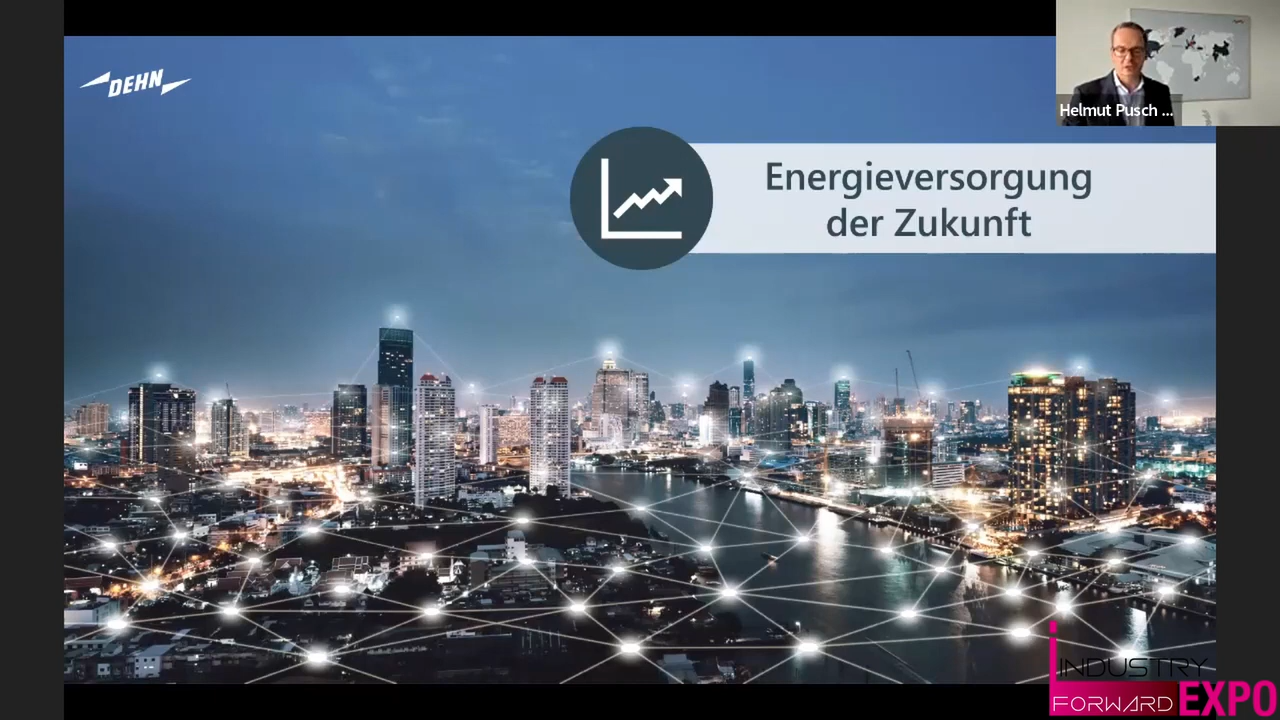 DEHN
Helmut Pusch ...
Energieversorgung
der Zukunft
INDUSTRY
FORWARD EXPO